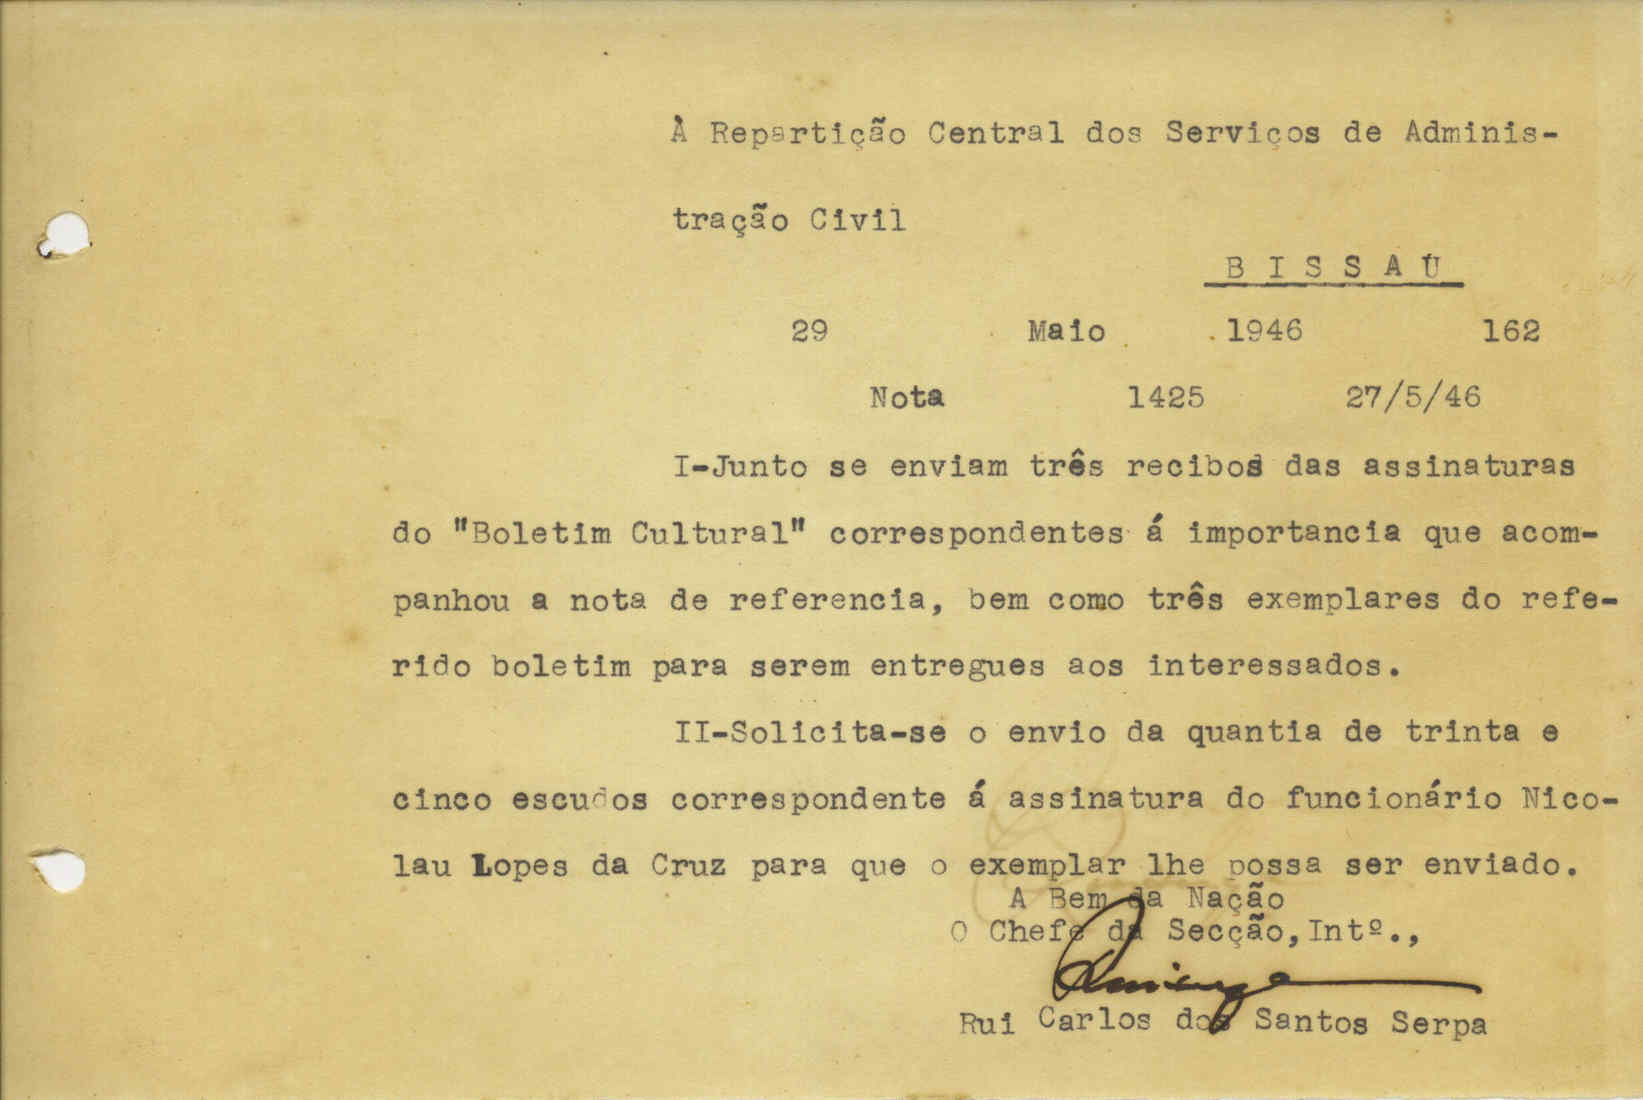 À Repartição Central dos Serviços de Adminis-
tração Civil
B I S S A U
29 Maio 1946 162
Nota 1425 27/5/46
I-Junto se enviam três recibos das assinaturas
do "Boletim Cultural" correspondentes á importancia que acom-
panhou a nota de referencia, bem como três exemplares do refe-
rido boletim para serem entregues aos interessados.
II-Solicita-se o envio da quantia de trinta e
cinco escudos correspondente á assinatura do funcionário Nico-
lau Lopes da Cruz para que o exemplar lhe possa ser enviado.
A Bem da Nação
O Chefe da Secção,Intº.,
Rui Carlos dos Santos Serpa